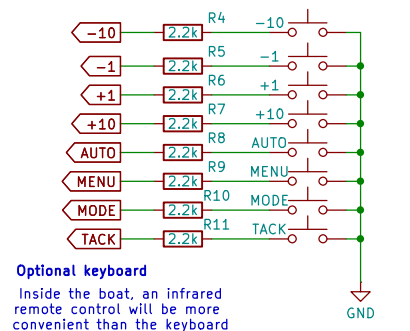 -10 2.2k R4 -10
-1 2.2k R5 -1
+1 2.2k R6 +1
+10 2.2k R7 +10
AUTO 2.2k R8 AUTO
MENU 2.2k R9 MENU
MODE 2.2k R10 MODE
TACK 2.2k R11 TACK
GND
Optional keyboard
Inside the boat, an infrared
remote control will be more
convenient than the keyboard